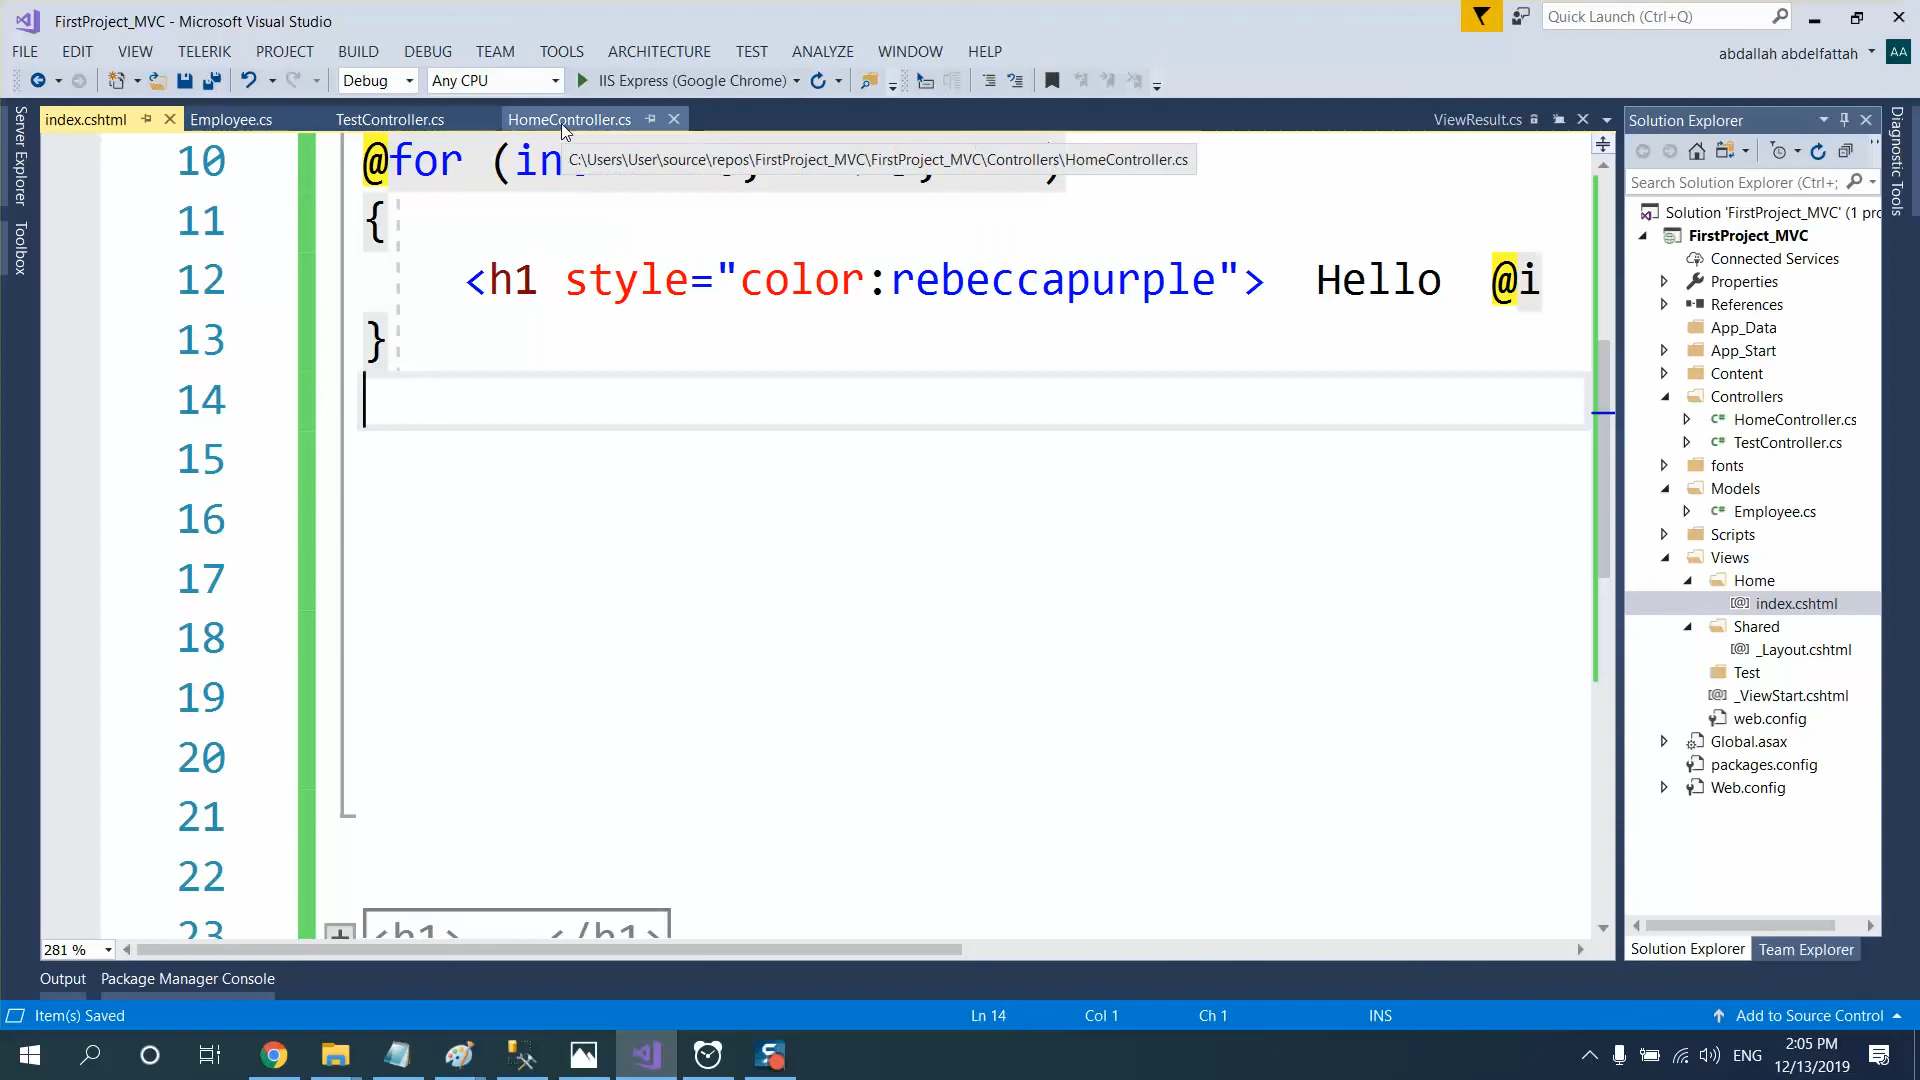 FirstProject_MVC - Microsoft Visual Studio
Quick Launch (Ctrl+Q)
FILE EDIT VIEW TELERIK PROJECT BUILD DEBUG TEAM TOOLS ARCHITECTURE TEST ANALYZE WINDOW HELP
abdallah abdelfattah AA
Debug Any CPU IIS Express (Google Chrome)
index.cshtml Employee.cs TestController.cs HomeController.cs ViewResult.cs
Solution Explorer
Server Explorer
Toolbox
Diagnostic Tools
C:\Users\User\source\repos\FirstProject_MVC\FirstProject_MVC\Controllers\HomeController.cs
10 @for (in
11 {
12 <h1 style="color:rebeccapurple"> Hello @i
13 }
14
15
16
17
18
19
20
21
22
23 <h1> </h1>
Search Solution Explorer (Ctrl+;
Solution 'FirstProject_MVC' (1 pro
FirstProject_MVC
Connected Services
Properties
References
App_Data
App_Start
Content
Controllers
HomeController.cs
TestController.cs
fonts
Models
Employee.cs
Scripts
Views
Home
index.cshtml
Shared
_Layout.cshtml
Test
_ViewStart.cshtml
web.config
Global.asax
packages.config
Web.config
281 %
Solution Explorer Team Explorer
Output Package Manager Console
Item(s) Saved Ln 14 Col 1 Ch 1 INS Add to Source Control
ENG
2:05 PM
12/13/2019